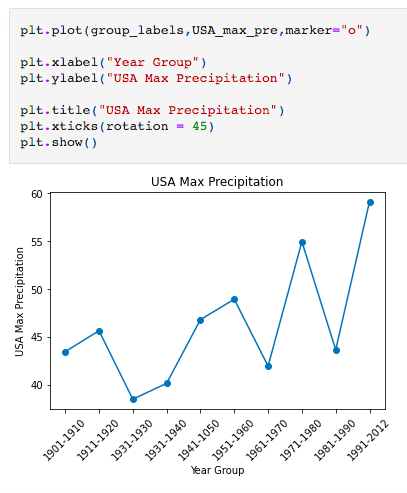 plt.plot(group_labels,USA_max_pre,marker="o")
plt.xlabel("Year Group")
plt.ylabel("USA Max Precipitation")
plt.title("USA Max Precipitation")
plt.xticks(rotation = 45)
plt.show()
USA Max Precipitation
60
55
50
45
40
USA Max Precipitation
1901-1910
1911-1920
1931-1930
1931-1940
1941-1050
1951-1960
1961-1970
1971-1980
1981-1990
1991-2012
Year Group